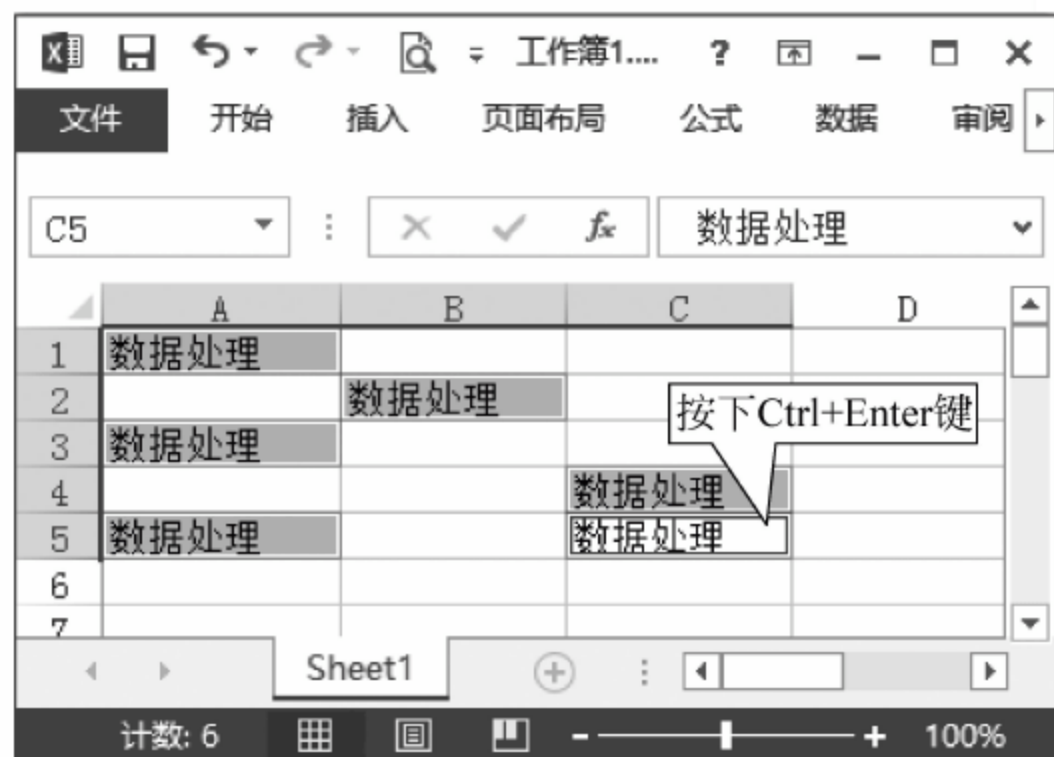 工作簿1.... ?
文件 开始 插入 页面布局 公式 数据 审阅
C5 fx 数据处理
A B C D
1 数据处理
2 数据处理
按下Ctrl+Enter键
3 数据处理
4 数据处理
5 数据处理 数据处理
6
7
Sheet1
计数: 6 100%